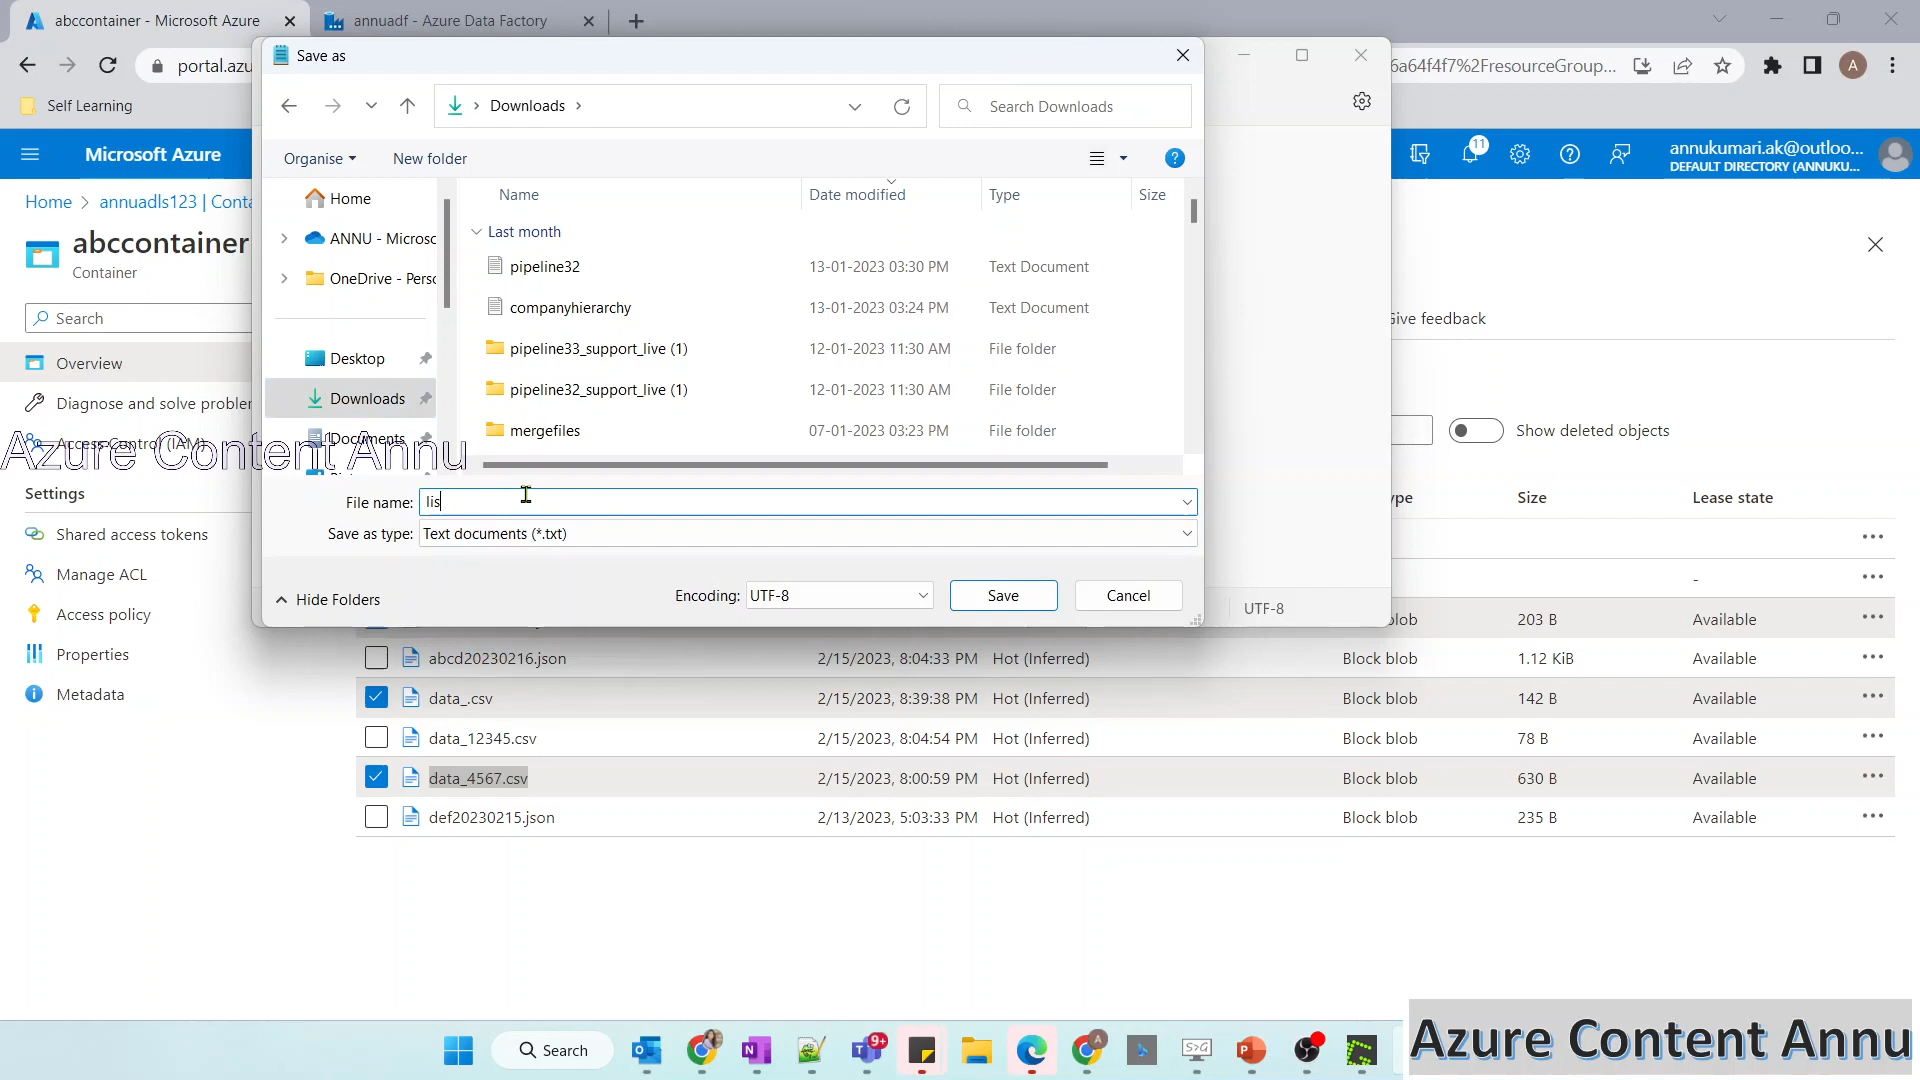 abccontainer - Microsoft Azure
annuadf - Azure Data Factory
portal.azu
6a64f4f7%2FresourceGroup...
A
Self Learning
Save as
Downloads
Search Downloads
Organise
New folder
Name
Date modified
Type
Size
Home
ANNU - Microsc
OneDrive - Persc
Desktop
Downloads
Documents
Last month
pipeline32 13-01-2023 03:30 PM Text Document
companyhierarchy 13-01-2023 03:24 PM Text Document
pipeline33_support_live (1) 12-01-2023 11:30 AM File folder
pipeline32_support_live (1) 12-01-2023 11:30 AM File folder
mergefiles 07-01-2023 03:23 PM File folder
File name: lis
Save as type: Text documents (*.txt)
Hide Folders
Encoding: UTF-8
Save
Cancel
UTF-8
Microsoft Azure
11
annukumari.ak@outloo...
DEFAULT DIRECTORY (ANNUKU...
Home > annuadls123 | Conta
abccontainer
Container
Search
Overview
Diagnose and solve probler
Access Control (IAM)
Azure Content Annu
Settings
Shared access tokens
Manage ACL
Access policy
Properties
Metadata
Give feedback
Show deleted objects
ype Size Lease state
-
lob 203 B Available
abcd20230216.json 2/15/2023, 8:04:33 PM Hot (Inferred) Block blob 1.12 KiB Available
data_.csv 2/15/2023, 8:39:38 PM Hot (Inferred) Block blob 142 B Available
data_12345.csv 2/15/2023, 8:04:54 PM Hot (Inferred) Block blob 78 B Available
data_4567.csv 2/15/2023, 8:00:59 PM Hot (Inferred) Block blob 630 B Available
def20230215.json 2/13/2023, 5:03:33 PM Hot (Inferred) Block blob 235 B Available
Search
9+
A
S>G
Azure Content Annu